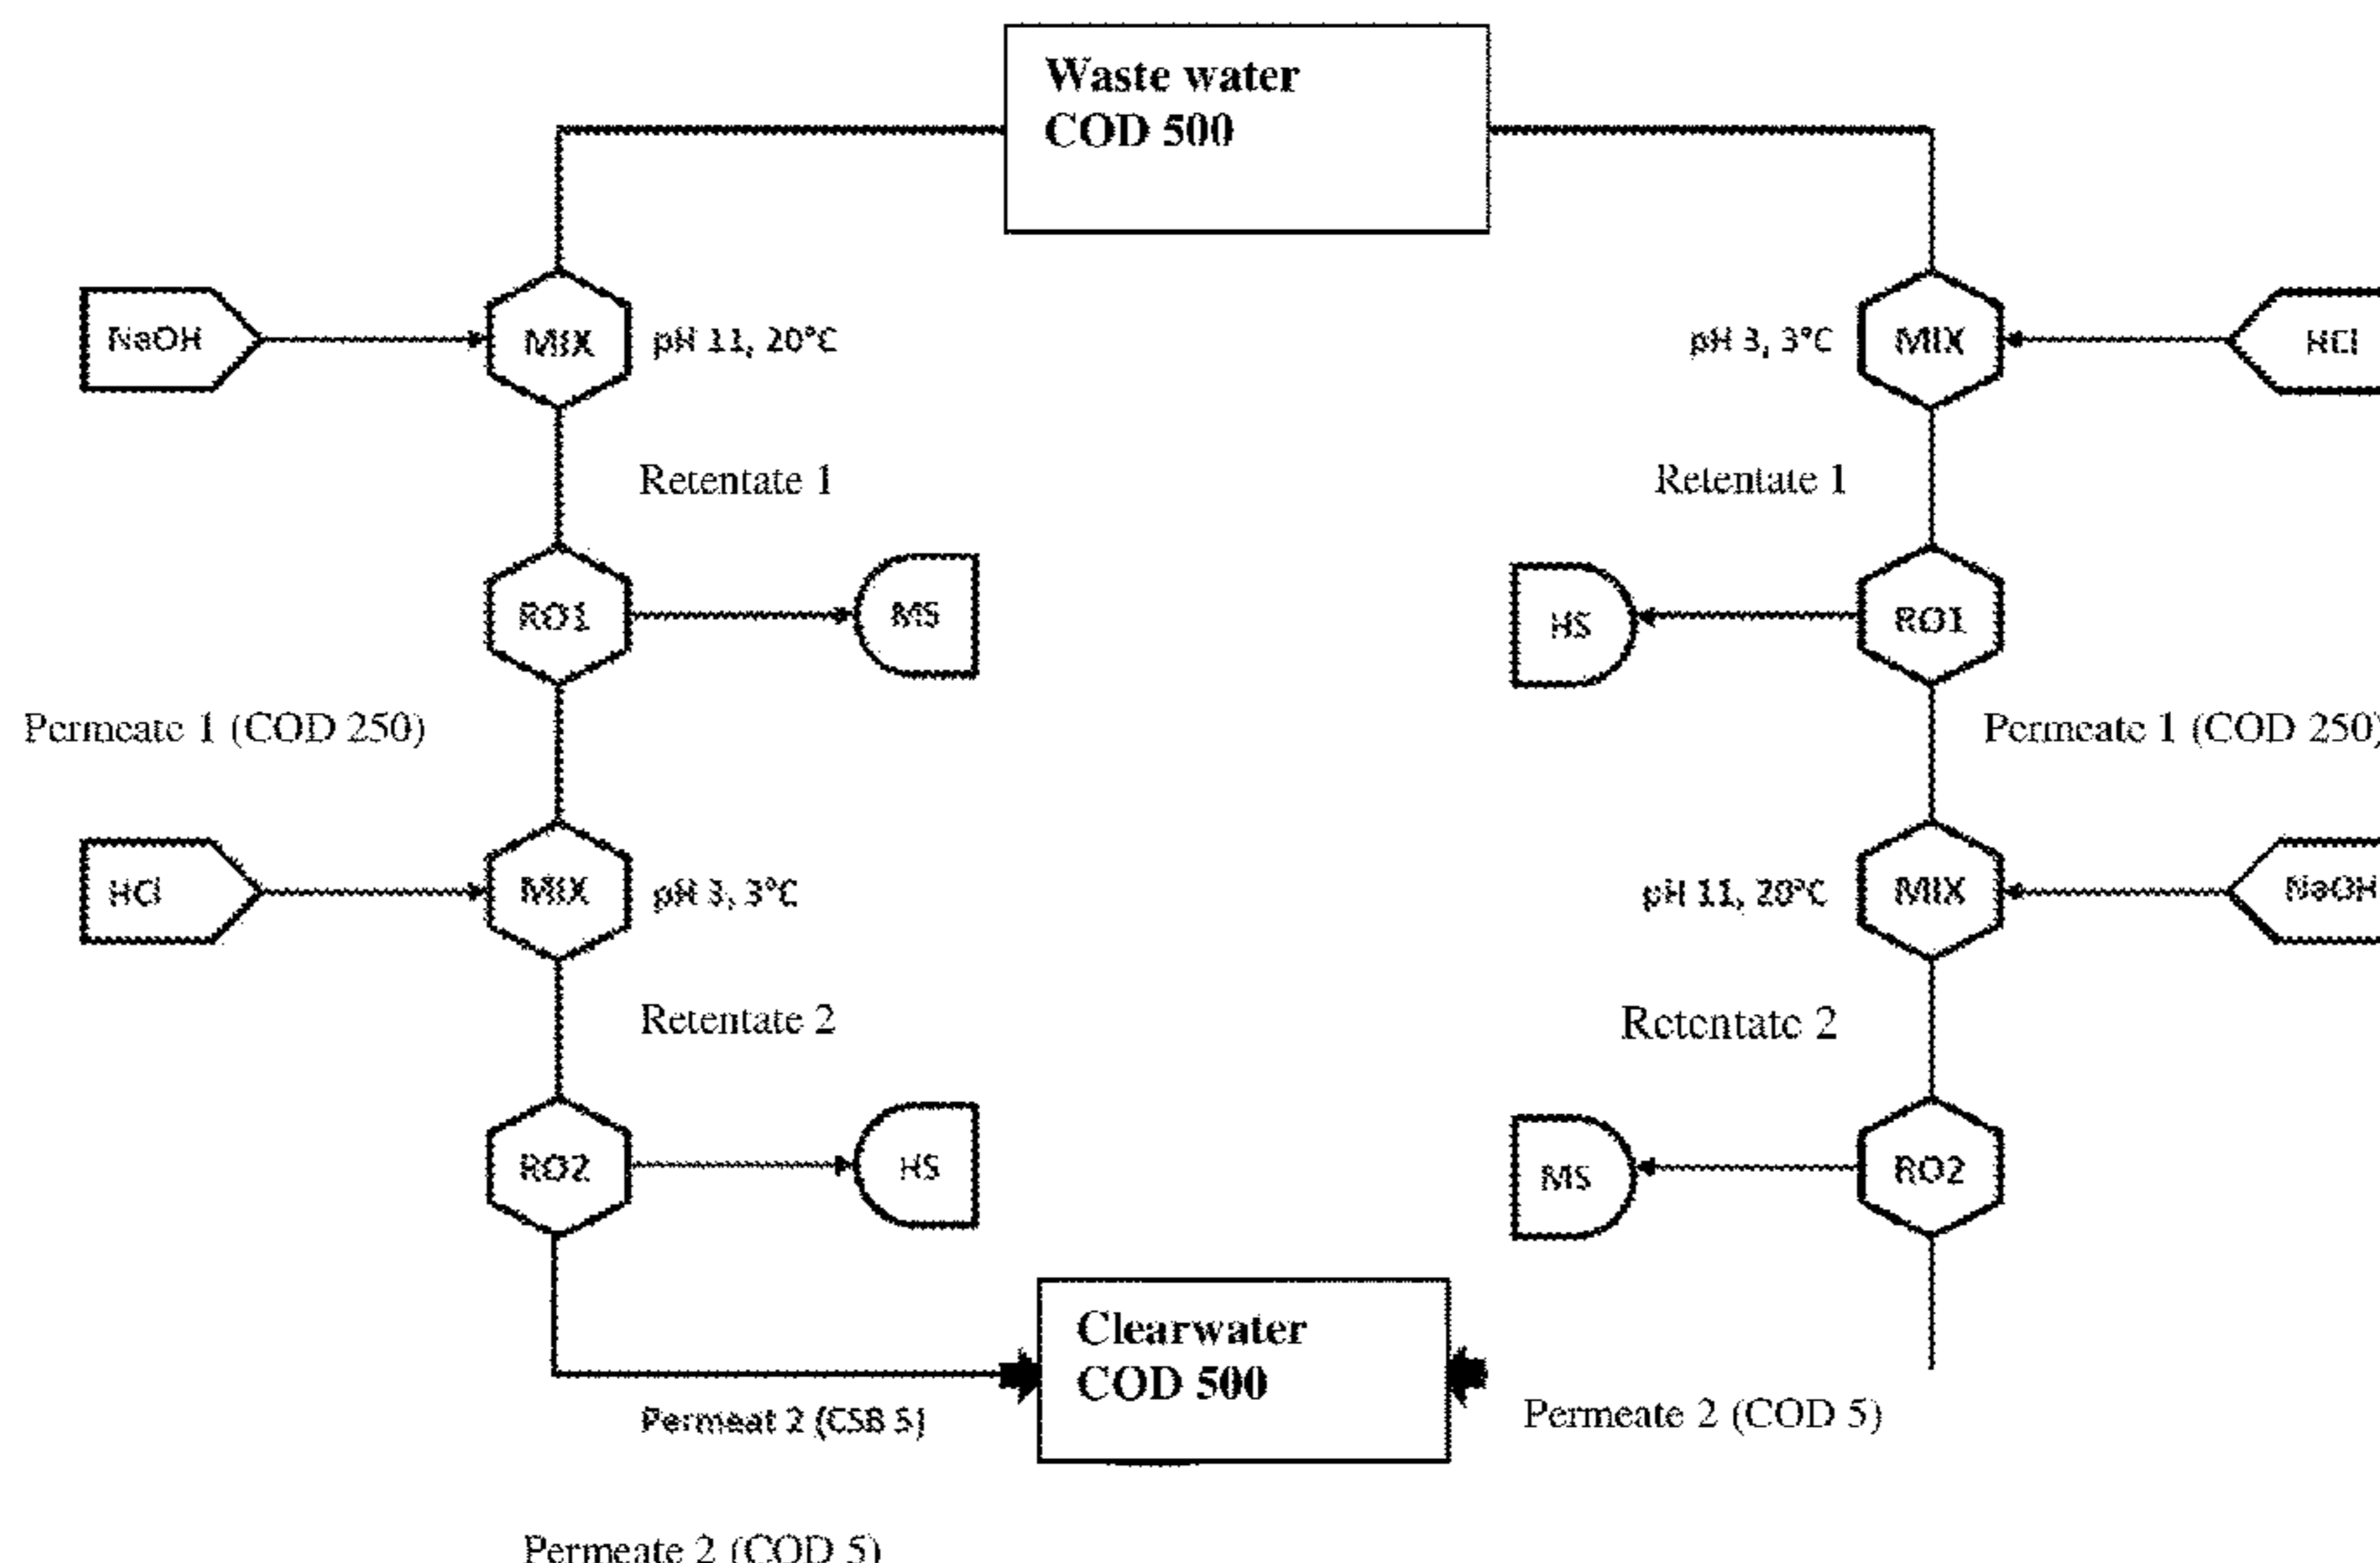 Waste water
COD 500
NaOH
MIX
pH 11, 20°C
pH 3, 3°C
MIX
HCl
Retentate 1
Retentate 1
RO1
MS
HS
RO1
Permeate 1 (COD 250)
Permeate 1 (COD 250)
HCl
MIX
pH 3, 3°C
pH 11, 20°C
MIX
NaOH
Retentate 2
Retentate 2
RO2
HS
MS
RO2
Clearwater
COD 500
Permeat 2 (CSB 5)
Permeate 2 (COD 5)
Permeate 2 (COD 5)